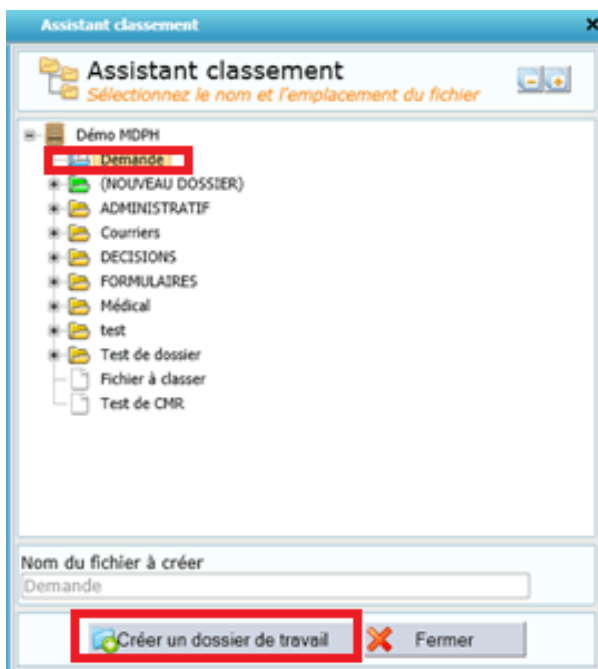 Assistant classement
Assistant classement
Sélectionnez le nom et l'emplacement du fichier
Démo MDPH
Demande
(NOUVEAU DOSSIER)
ADMINISTRATIF
Courriers
DECISIONS
FORMULAIRES
Médical
test
Test de dossier
Fichier à classer
Test de CMR
Nom du fichier à créer
Demande
Créer un dossier de travail Fermer